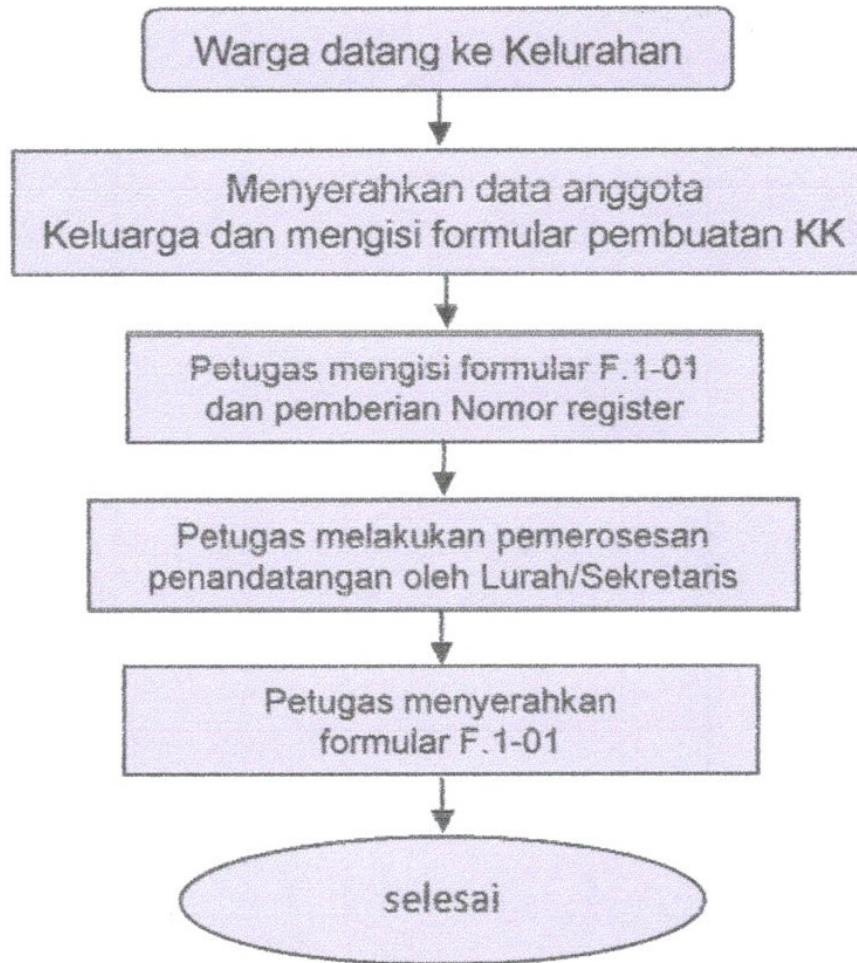 Warga datang ke Kelurahan
Menyerahkan data anggota
Keluarga dan mengisi formular pembuatan KK
Petugas mengisi formular F.1-01
dan pemberian Nomor register
Petugas melakukan pemerosesan
penandatangan oleh Lurah/Sekretaris
Petugas menyerahkan
formular F.1-01
selesai